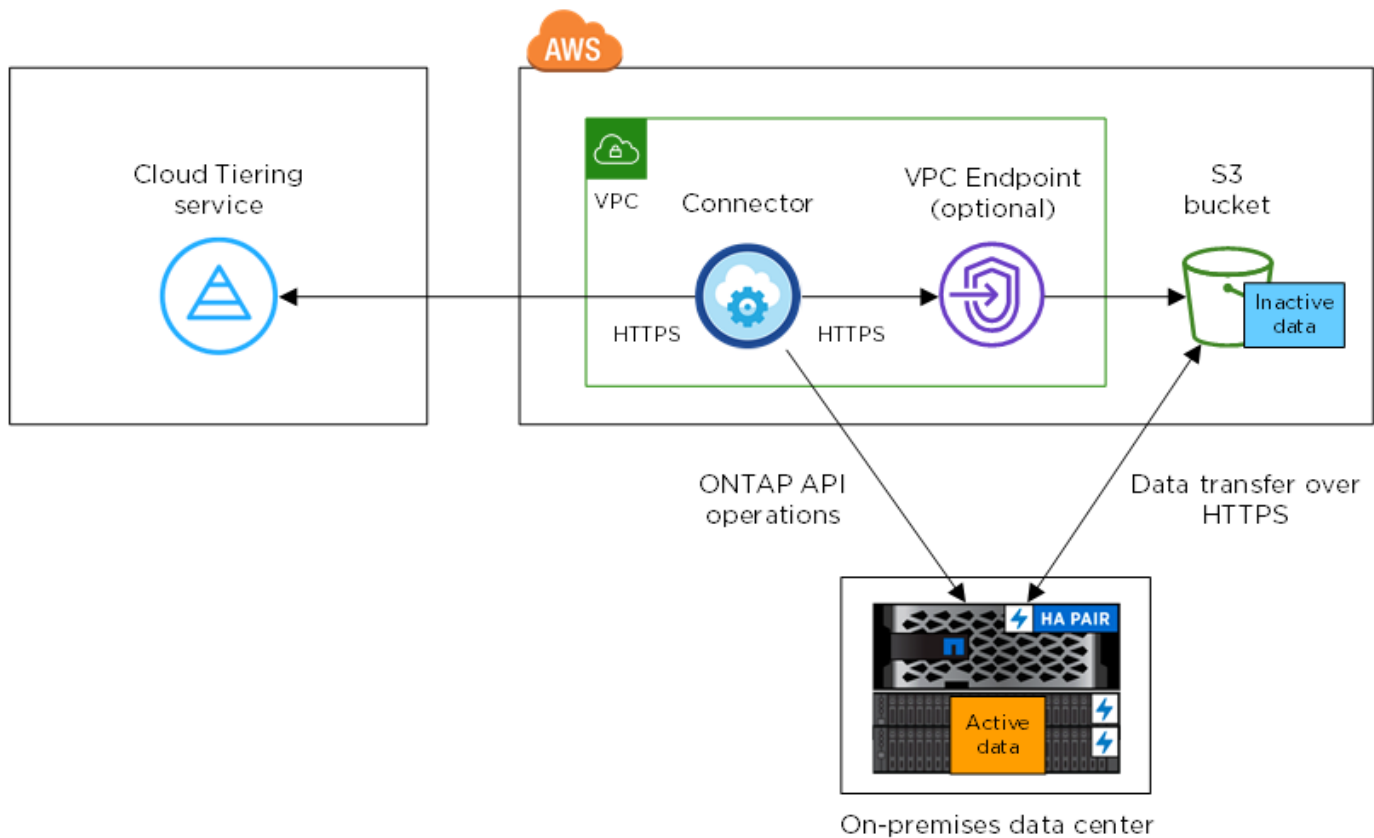 AWS
Cloud Tiering
service
VPC
Connector
VPC Endpoint
(optional)
S3
bucket
Inactive
data
HTTPS
HTTPS
ONTAP API
operations
Data transfer over
HTTPS
HA PAIR
Active
data
On-premises data center